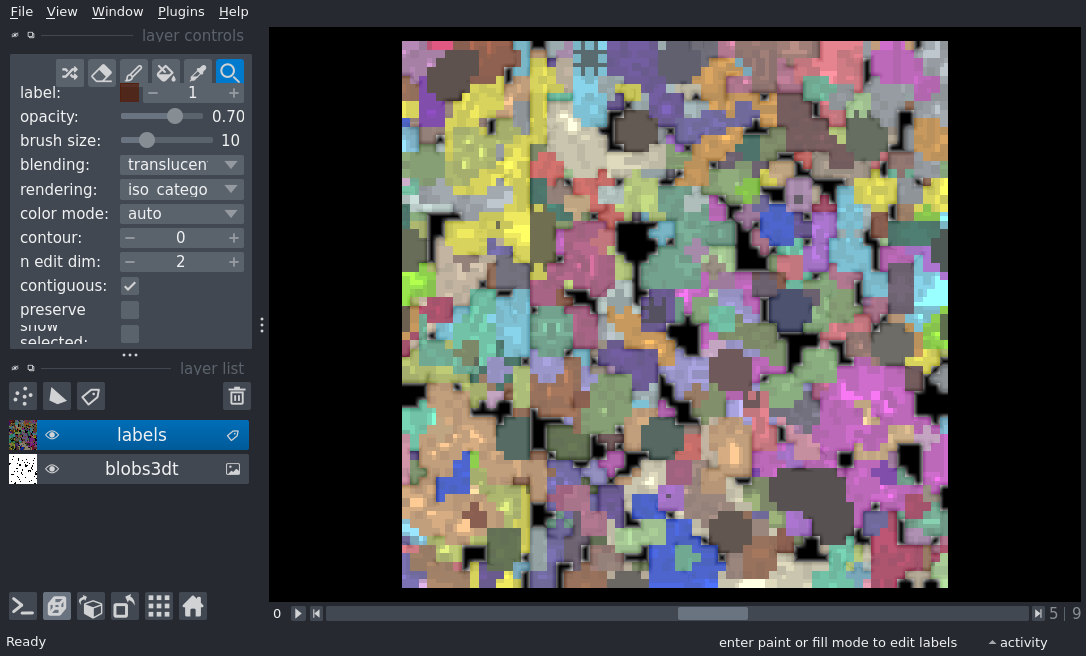 File View Window Plugins Help
layer controls
label: 1
opacity: 0.70
brush size: 10
blending: translucen
rendering: iso_catego
color mode: auto
contour: 0
n edit dim: 2
contiguous:
preserve
show
selected:
layer list
labels
blobs3dt
0 5 | 9
Ready enter paint or fill mode to edit labels activity